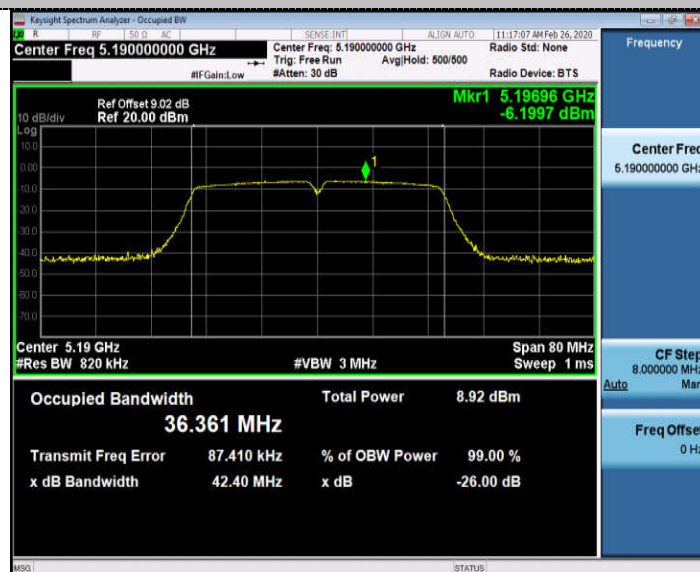 Keysight Spectrum Analyzer - Occupied BW
LXI R RF 50 Ω AC SENSE:INT ALIGN AUTO 11:17:07 AM Feb 26, 2020
Center Freq 5.190000000 GHz
Center Freq: 5.190000000 GHz
Radio Std: None
Trig: Free Run Avg|Hold: 500/500
#IFGain:Low #Atten: 30 dB Radio Device: BTS
Frequency
Ref Offset 9.02 dB
10 dB/div Ref 20.00 dBm
Mkr1 5.19696 GHz
-6.1997 dBm
Log
10.0
0.00
-10.0
-20.0
-30.0
-40.0
-50.0
-60.0
-70.0
1
Center 5.19 GHz Span 80 MHz
#Res BW 820 kHz #VBW 3 MHz Sweep 1 ms
Occupied Bandwidth Total Power 8.92 dBm
36.361 MHz
Transmit Freq Error 87.410 kHz % of OBW Power 99.00 %
x dB Bandwidth 42.40 MHz x dB -26.00 dB
Center Freq
5.190000000 GHz
CF Step
8.000000 MHz
Auto Man
Freq Offset
0 Hz
MSG STATUS